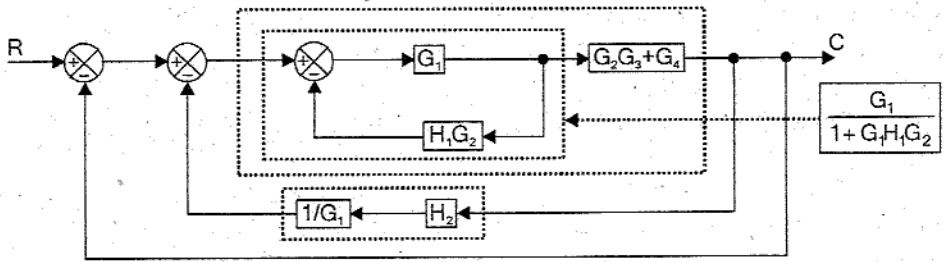 R
C
G₁
G₂G₃+G₄
H₁G₂
G₁
1+ G₁H₁G₂
1/G₁
H₂